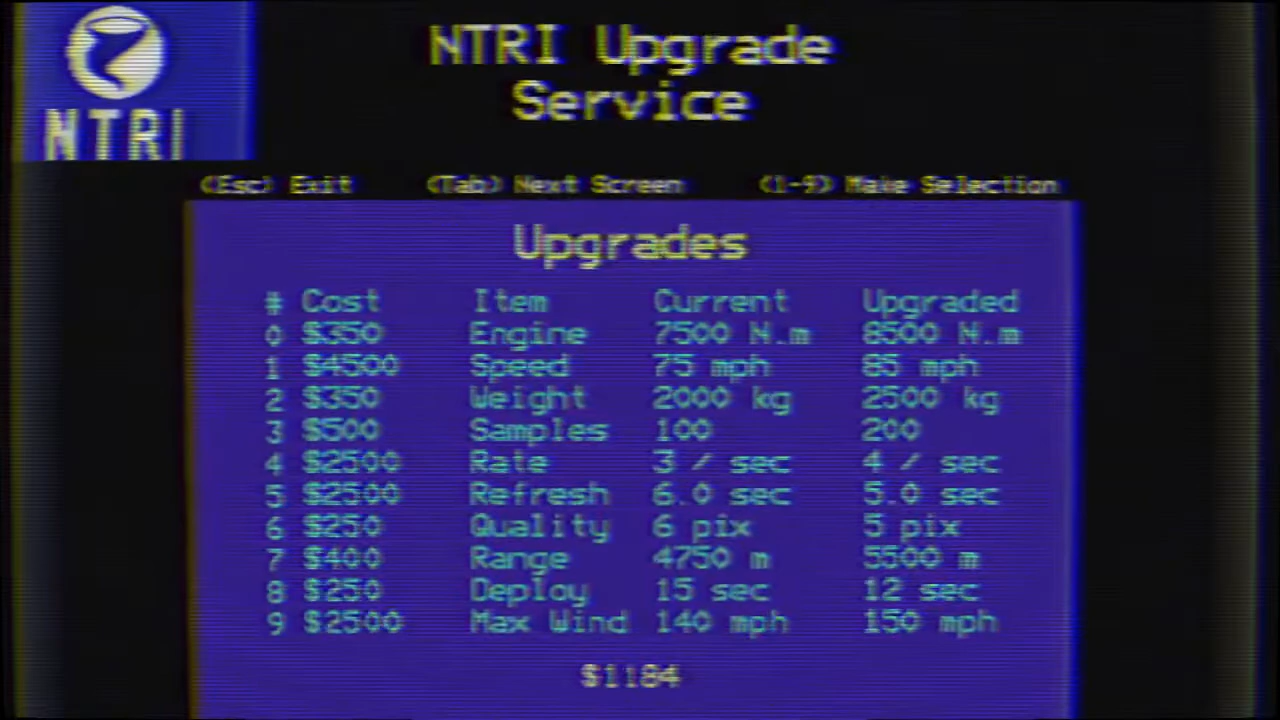 NTRI Upgrade
Service
NTRI
(Esc) Exit (Tab) Next Screen (1-9) Make Selection
Upgrades
# Cost Item Current Upgraded
0 $350 Engine 7500 N.m 8500 N.m
1 $4500 Speed 75 mph 85 mph
2 $350 Weight 2000 kg 2500 kg
3 $500 Samples 100 200
4 $2500 Rate 3 / sec 4 / sec
5 $2500 Refresh 6.0 sec 5.0 sec
6 $250 Quality 6 pix 5 pix
7 $400 Range 4750 m 5500 m
8 $250 Deploy 15 sec 12 sec
9 $2500 Max Wind 140 mph 150 mph
$1184